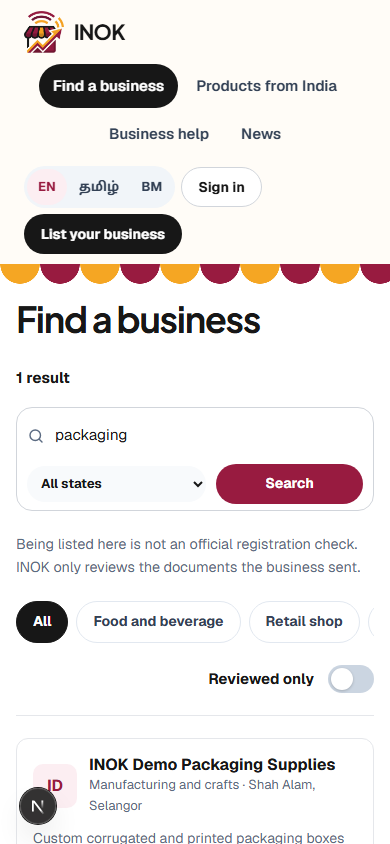 INOK
Find a business
Products from India
Business help
News
EN
தமிழ்
BM
Sign in
List your business
Find a business
1 result
packaging
All states
Search
Being listed here is not an official registration check.
INOK only reviews the documents the business sent.
All
Food and beverage
Retail shop
Reviewed only
ID
INOK Demo Packaging Supplies
Manufacturing and crafts · Shah Alam,
Selangor
N
Custom corrugated and printed packaging boxes